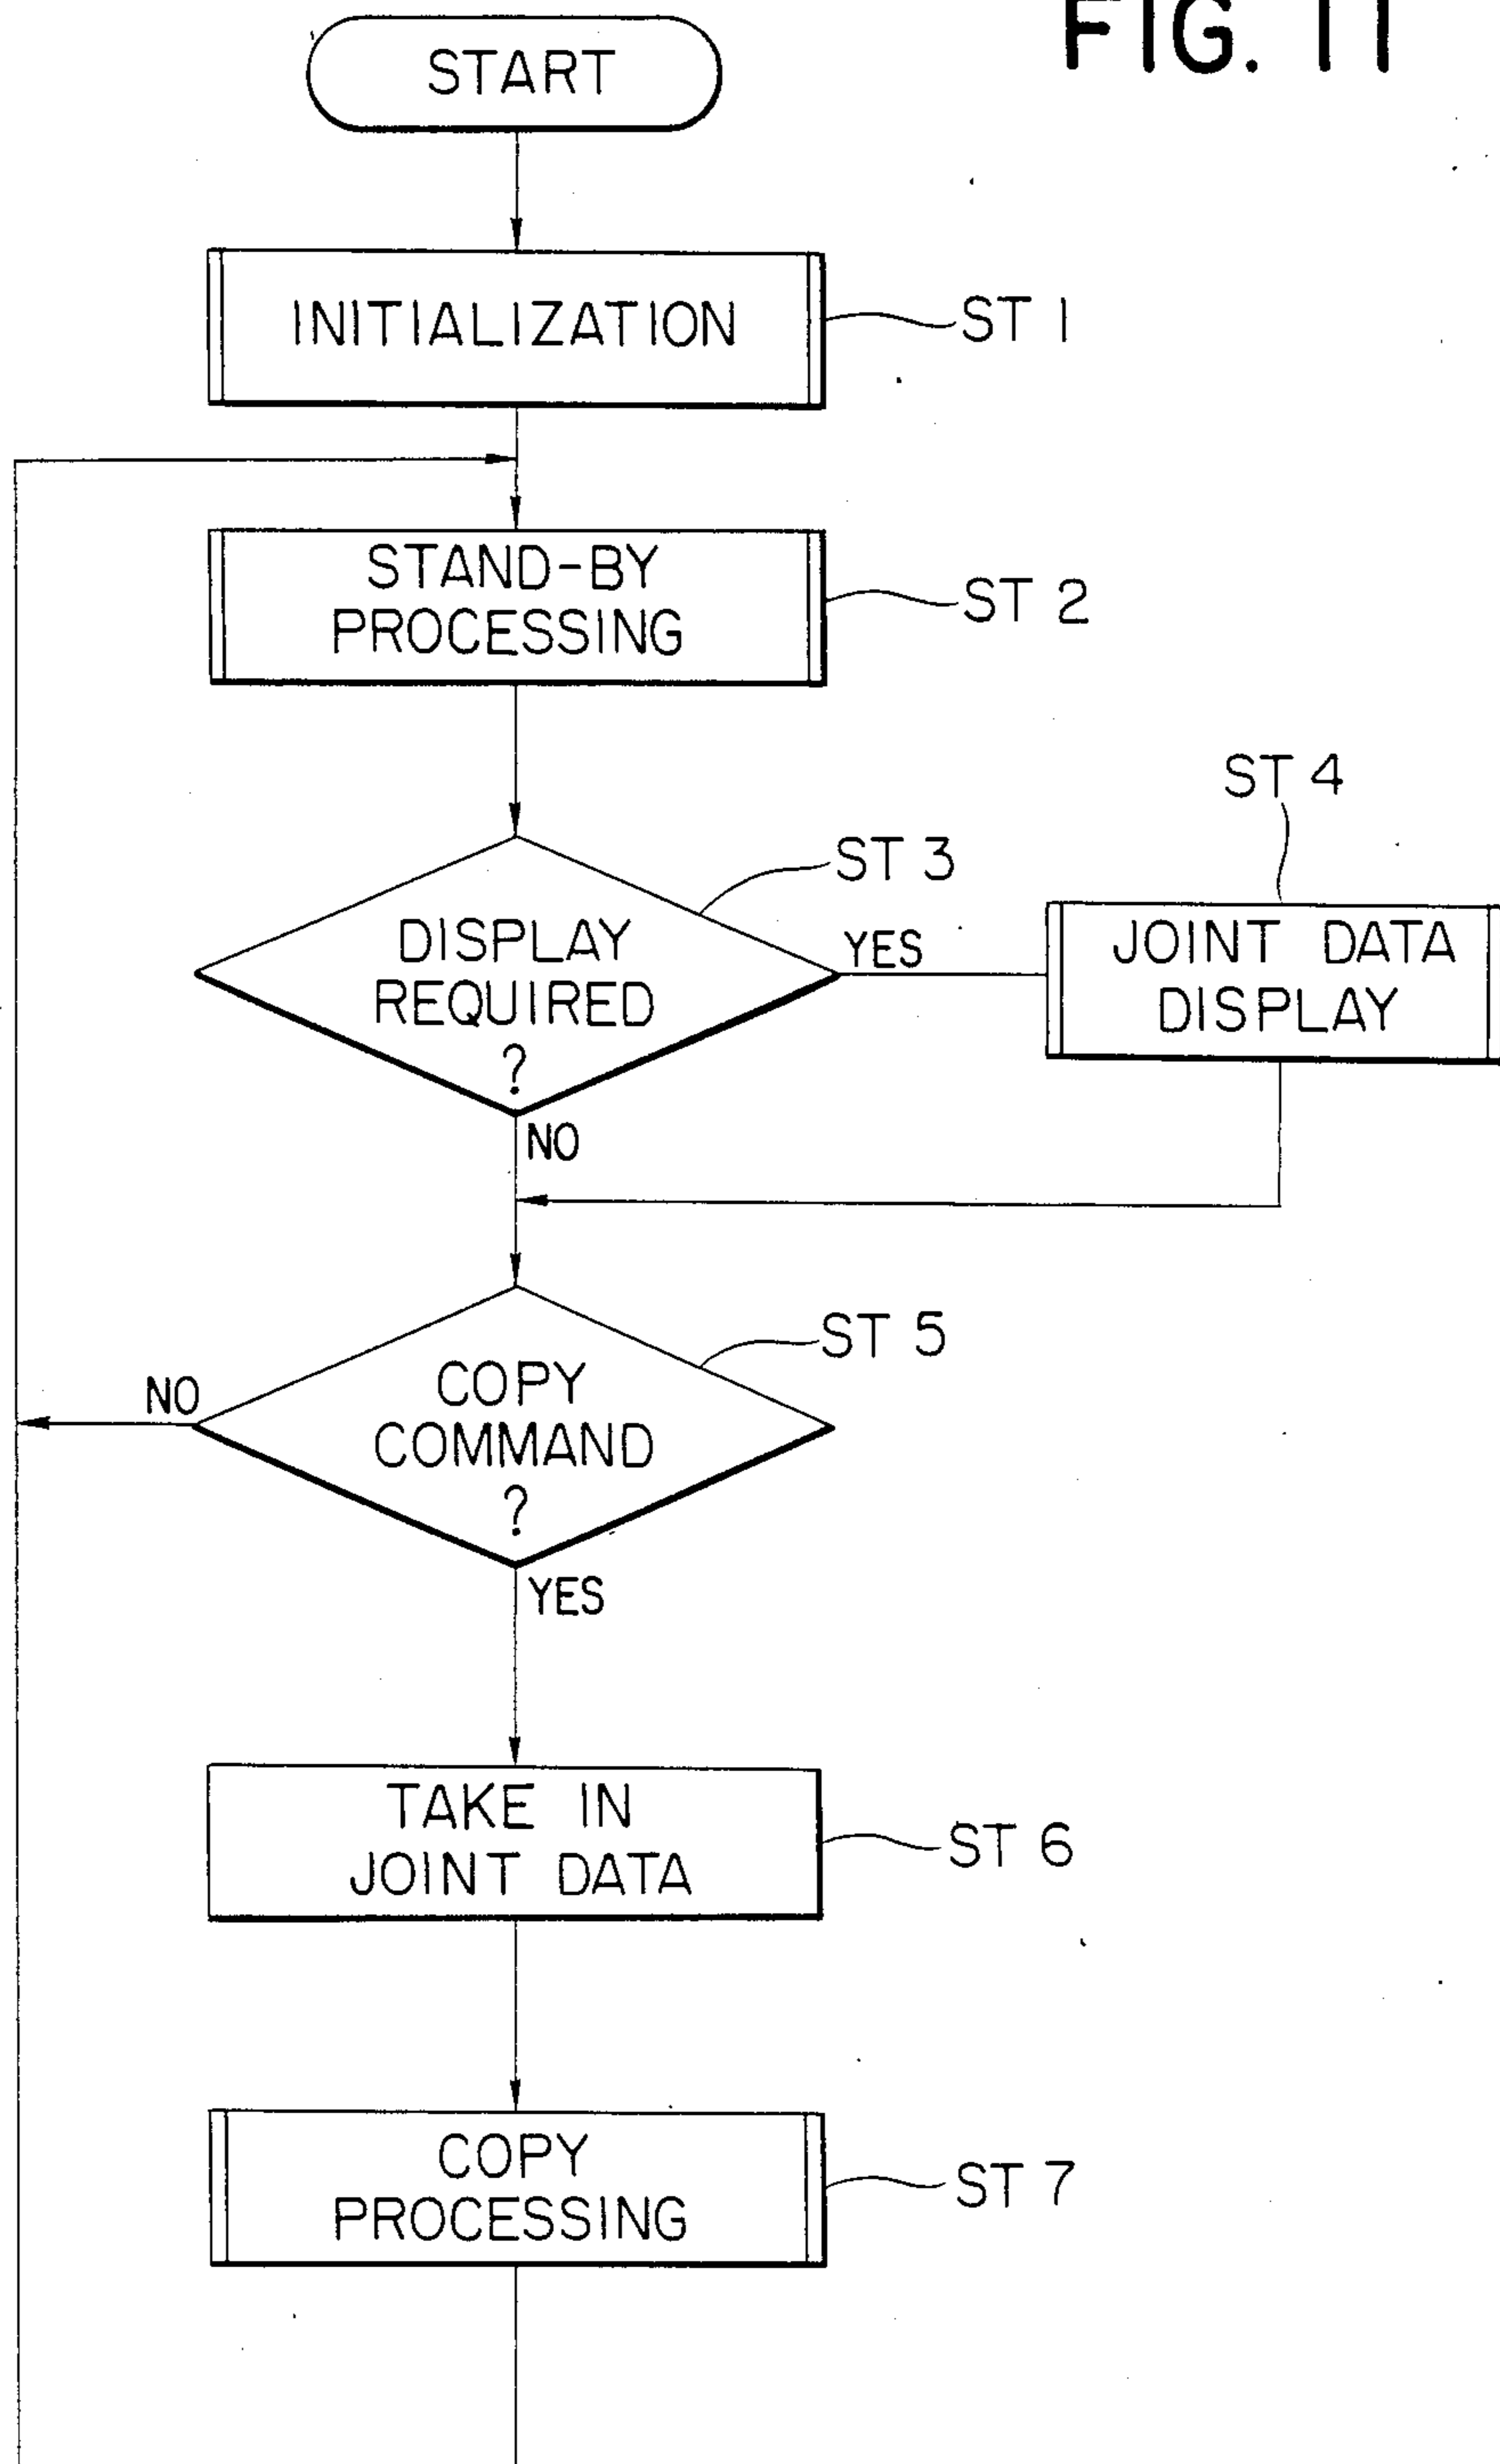 FIG. 11
START
INITIALIZATION
ST 1
STAND-BY
PROCESSING
ST 2
ST 4
ST 3
DISPLAY
REQUIRED
?
YES
JOINT DATA
DISPLAY
NO
ST 5
COPY
COMMAND
?
NO
YES
TAKE IN
JOINT DATA
ST 6
COPY
PROCESSING
ST 7